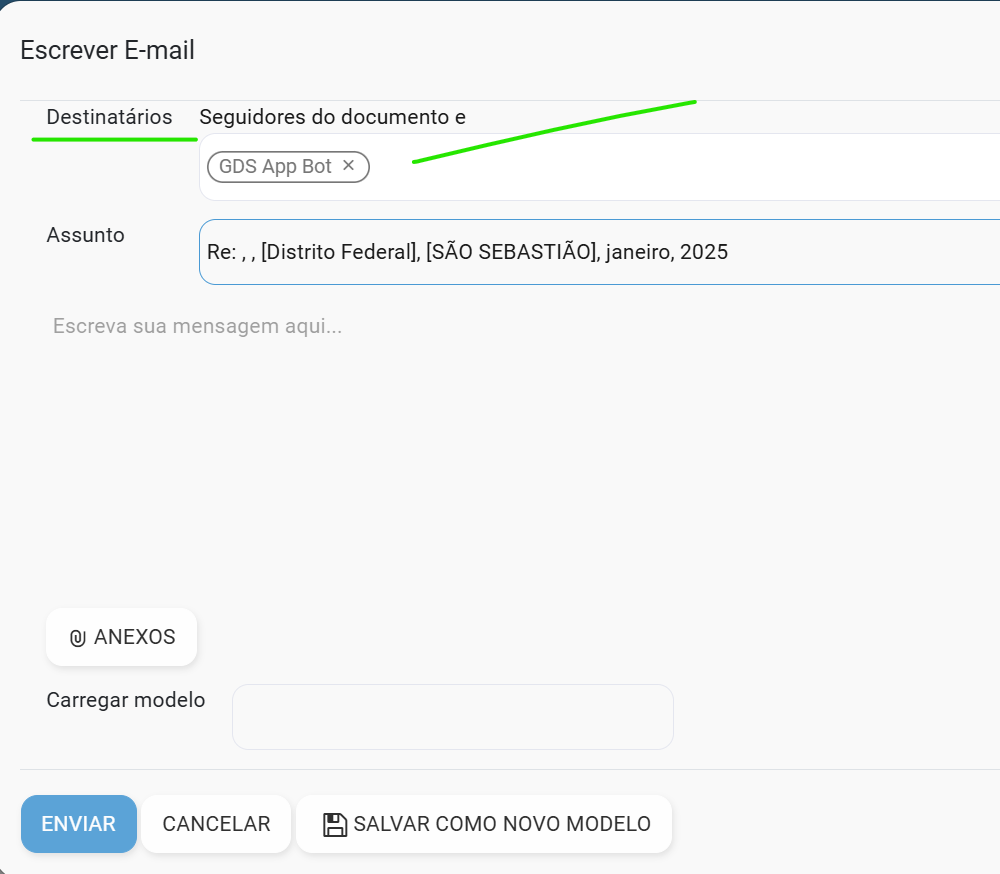 Escrever E-mail
Destinatários
Seguidores do documento e
GDS App Bot ×
Assunto
Re: , , [Distrito Federal], [SÃO SEBASTIÃO], janeiro, 2025
Escreva sua mensagem aqui...
ANEXOS
Carregar modelo
ENVIAR
CANCELAR
SALVAR COMO NOVO MODELO